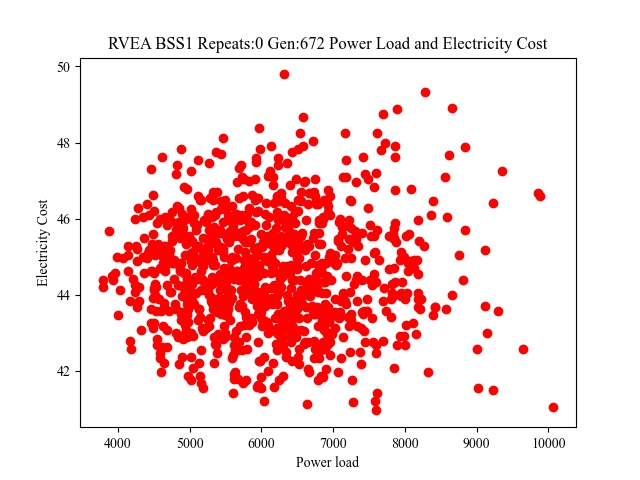 RVEA BSS1 Repeats:0 Gen:672 Power Load and Electricity Cost
50
48
46
44
42
Electricity Cost
4000 5000 6000 7000 8000 9000 10000
Power load